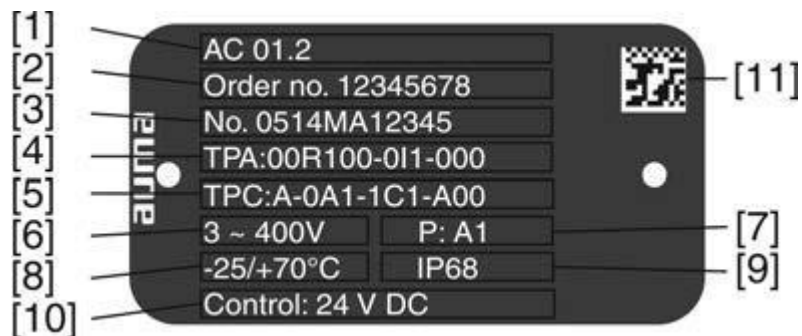 [1] AC 01.2
[2] Order no. 12345678 [11]
[3] No. 0514MA12345
[4] TPA:00R100-0I1-000
auma
[5] TPC:A-0A1-1C1-A00
[6] 3 ~ 400V P: A1 [7]
[8] -25/+70°C IP68 [9]
[10] Control: 24 V DC